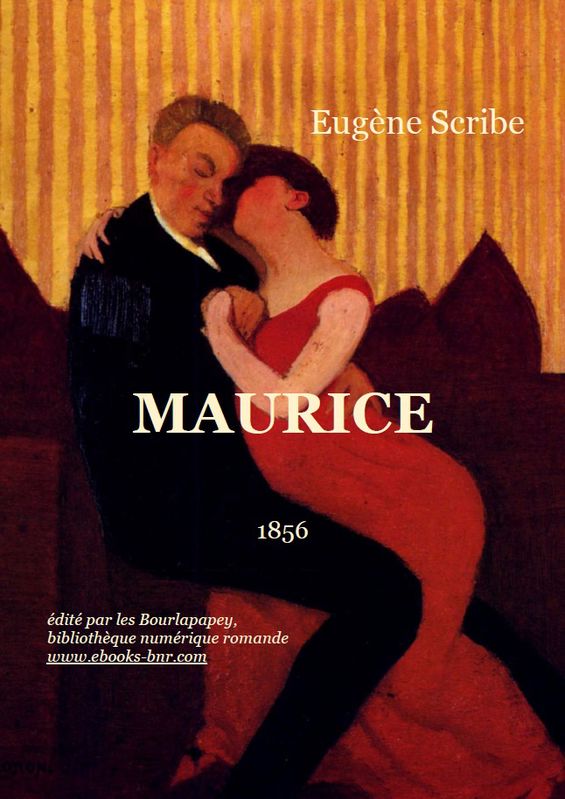 Eugène Scribe
MAURICE
1856
édité par les Bourlapapey,
bibliothèque numérique romande
www.ebooks-bnr.com